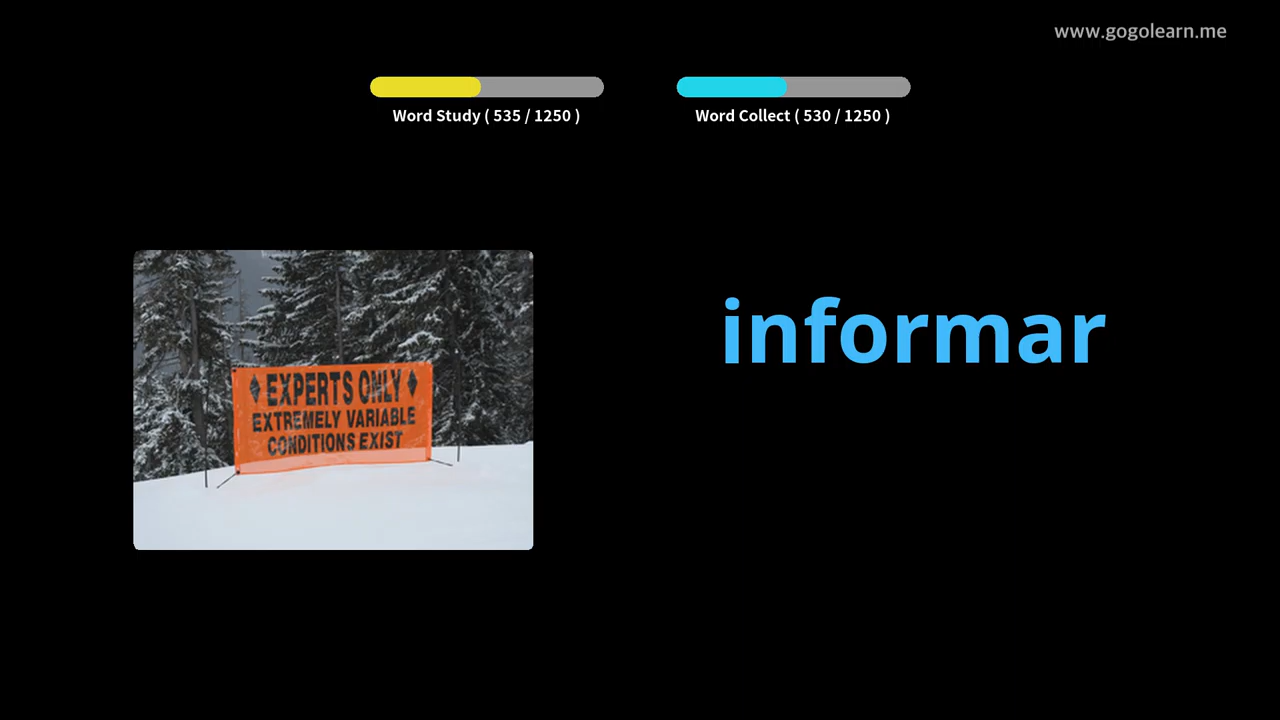 www.gogolearn.me
Word Study ( 535 / 1250 )
Word Collect ( 530 / 1250 )
EXPERTS ONLY
EXTREMELY VARIABLE
CONDITIONS EXIST
informar